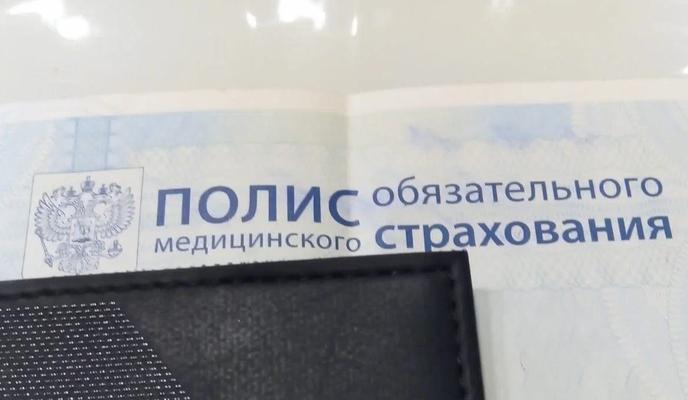 ПОЛИС обязательного
медицинского страхования